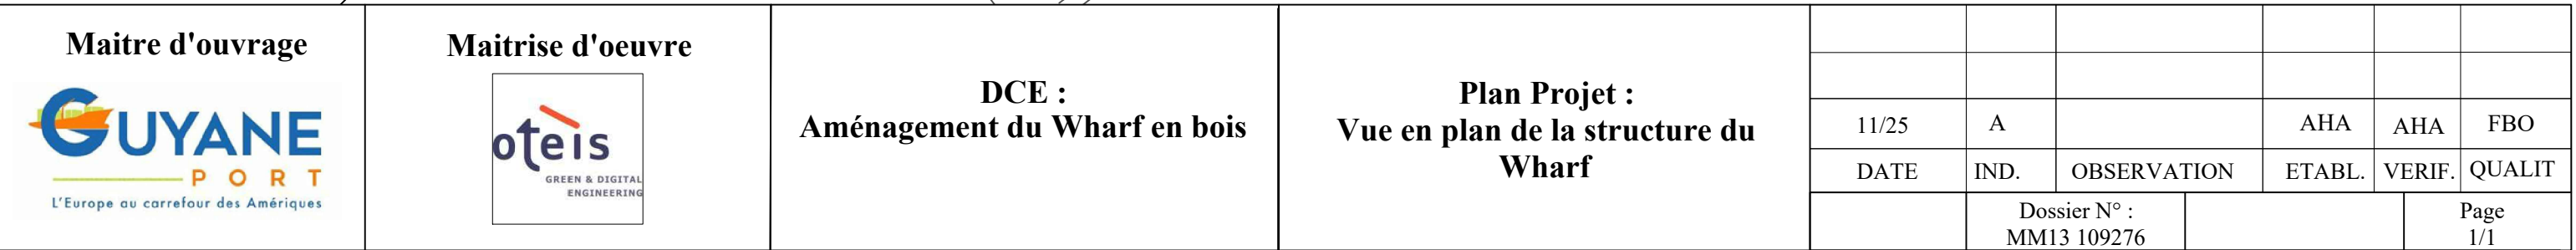 Maitre d'ouvrage
GUYANE
PORT
L'Europe au carrefour des Amériques
Maitrise d'oeuvre
oteìs
GREEN & DIGITAL
ENGINEERING
DCE :
Aménagement du Wharf en bois
Plan Projet :
Vue en plan de la structure du
Wharf
11/25 A AHA AHA FBO
DATE IND. OBSERVATION ETABL. VERIF. QUALIT
Dossier N° :
MM13 109276
Page
1/1